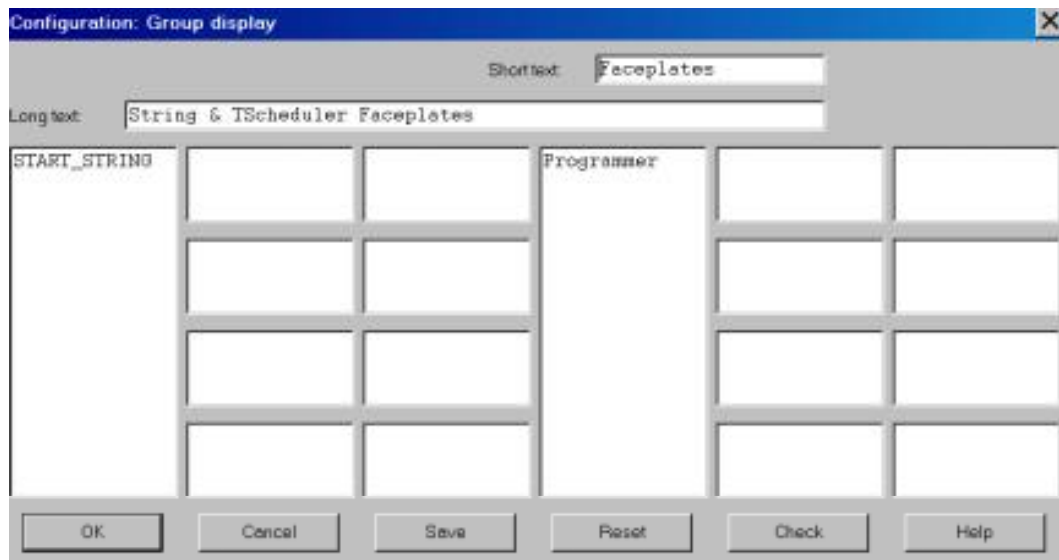 Configuration: Group display
Short text: Faceplates
Long text: String & TScheduler Faceplates
START_STRING
Programmer
OK
Cancel
Save
Reset
Check
Help